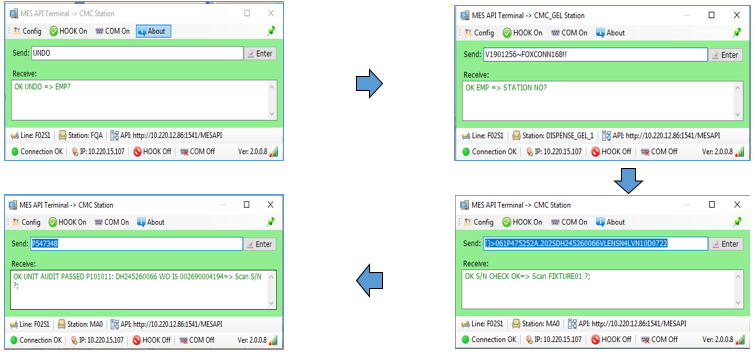 MES API Terminal -> CMC Station
Config HOOK On COM On About
Send: UNDO Enter
Receive:
OK UNDO => EMP?
Line: F02S1 Station: FQA API: http://10.220.12.86:1541/MESAPI
Connection OK IP: 10.220.15.107 HOOK Off COM Off Ver: 2.0.0.8
MES API Terminal -> CMC_GEL Station
Config HOOK On COM On About
Send: V1901256~FOXCONN168!! Enter
Receive:
OK EMP => STATION NO?
Line: F02S1 Station: DISPENSE_GEL_1 API: http://10.220.12.86:1541/MESAPI
Connection OK IP: 10.220.15.107 HOOK Off COM Off Ver: 2.0.0.8
MES API Terminal -> CMC Station
Config HOOK On COM On About
Send: [)>061P475252A.202SDH245260066VLENSN4LVN10D0722 Enter
Receive:
OK S/N CHECK OK=> Scan FIXTURE01 ?;
Line: F02S1 Station: MA0 API: http://10.220.12.86:1541/MESAPI
Connection OK IP: 10.220.15.107 HOOK Off COM Off Ver: 2.0.0.8
MES API Terminal -> CMC Station
Config HOOK On COM On About
Send: P547348 Enter
Receive:
OK UNIT AUDIT PASSED P101011: DH245260066 WO IS 002690004194=> Scan S/N
?;
Line: F02S1 Station: MA0 API: http://10.220.12.86:1541/MESAPI
Connection OK IP: 10.220.15.107 HOOK Off COM Off Ver: 2.0.0.8